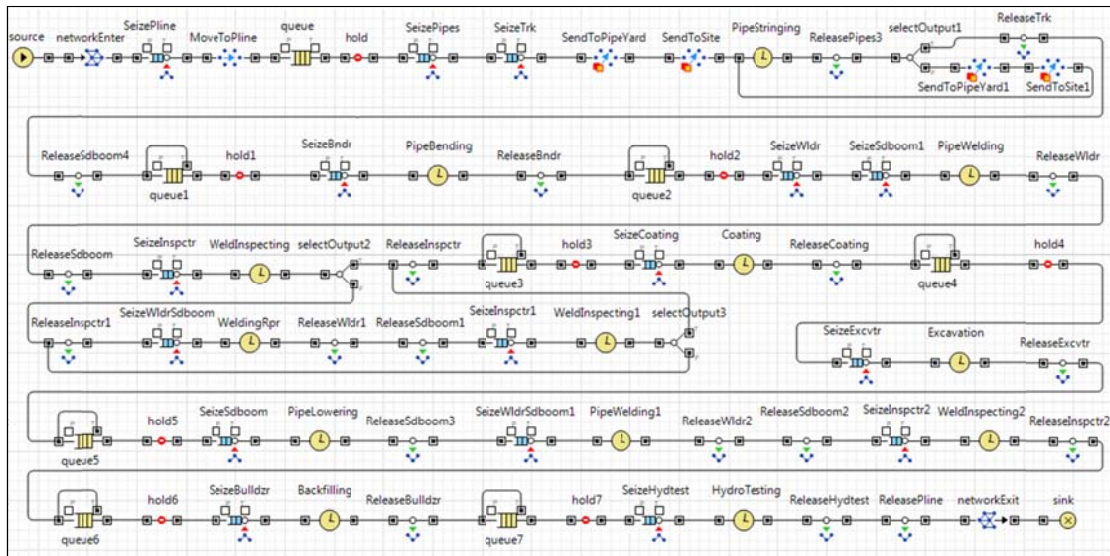 source networkEnter SeizePline MoveToPline queue hold SeizePipes SeizeTrk SendToPipeYard SendToSite PipeStringing ReleasePipes3 selectOutput1 ReleaseTrk
SendToPipeYard1 SendToSite1
ReleaseSdboom4 queue1 hold1 SeizeBndr PipeBending ReleaseBndr queue2 hold2 SeizeWldr SeizeSdboom1 PipeWelding ReleaseWldr
ReleaseSdboom SeizeInspctr WeldInspecting selectOutput2 ReleaseInspctr queue3 hold3 SeizeCoating Coating ReleaseCoating queue4 hold4
ReleaseInspctr1 SeizeWldrSdboom WeldingRpr ReleaseWldr1 ReleaseSdboom1 SeizeInspctr1 WeldInspecting1 selectOutput3
SeizeExcvtr Excavation ReleaseExcvtr
queue5 hold5 SeizeSdboom PipeLowering ReleaseSdboom3 SeizeWldrSdboom1 PipeWelding1 ReleaseWldr2 ReleaseSdboom2 SeizeInspctr2 WeldInspecting2 ReleaseInspctr2
queue6 hold6 SeizeBulldzr Backfilling ReleaseBulldzr queue7 hold7 SeizeHydtest HydroTesting ReleaseHydtest ReleasePline networkExit sink